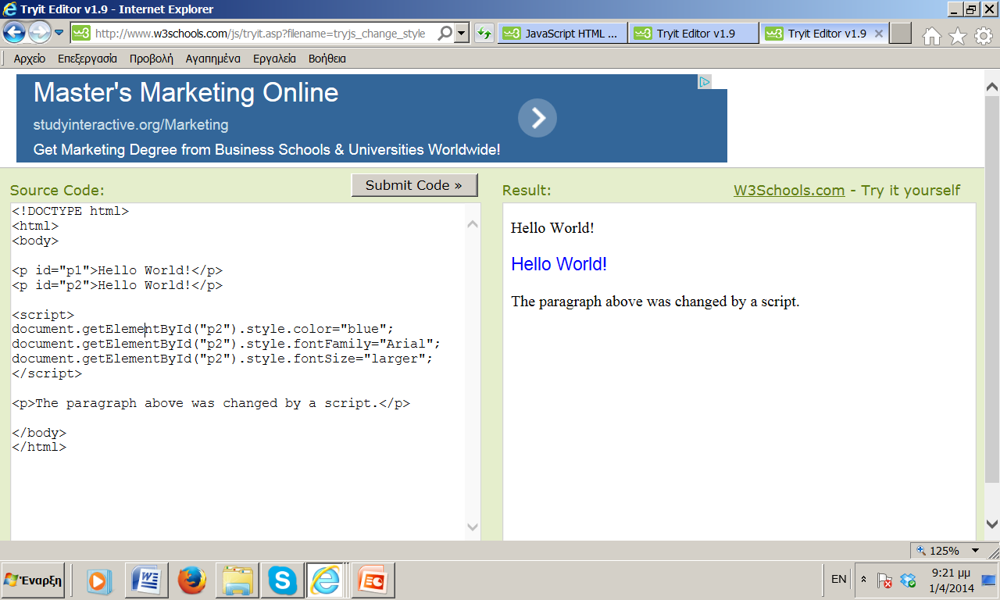 Tryit Editor v1.9 - Internet Explorer
http://www.w3schools.com/js/tryit.asp?filename=tryjs_change_style
JavaScript HTML ...
Tryit Editor v1.9
Tryit Editor v1.9
Αρχείο Επεξεργασία Προβολή Αγαπημένα Εργαλεία Βοήθεια
Master's Marketing Online
studyinteractive.org/Marketing
Get Marketing Degree from Business Schools & Universities Worldwide!
Source Code:
Submit Code »
<!DOCTYPE html>
<html>
<body>
<p id="p1">Hello World!</p>
<p id="p2">Hello World!</p>
<script>
document.getElementById("p2").style.color="blue";
document.getElementById("p2").style.fontFamily="Arial";
document.getElementById("p2").style.fontSize="larger";
</script>
<p>The paragraph above was changed by a script.</p>
</body>
</html>
Result:
W3Schools.com - Try it yourself
Hello World!
Hello World!
The paragraph above was changed by a script.
125%
Έναρξη
EN
9:21 μμ
1/4/2014